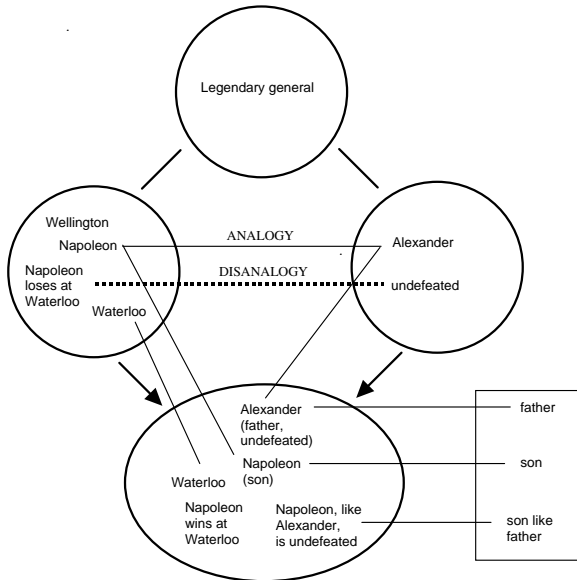 Legendary general
Wellington
Napoleon
ANALOGY
Alexander
Napoleon
loses at
Waterloo
DISANALOGY
undefeated
Waterloo
Alexander
(father,
undefeated)
father
Napoleon
(son)
son
Waterloo
Napoleon
wins at
Waterloo
Napoleon, like
Alexander,
is undefeated
son like
father